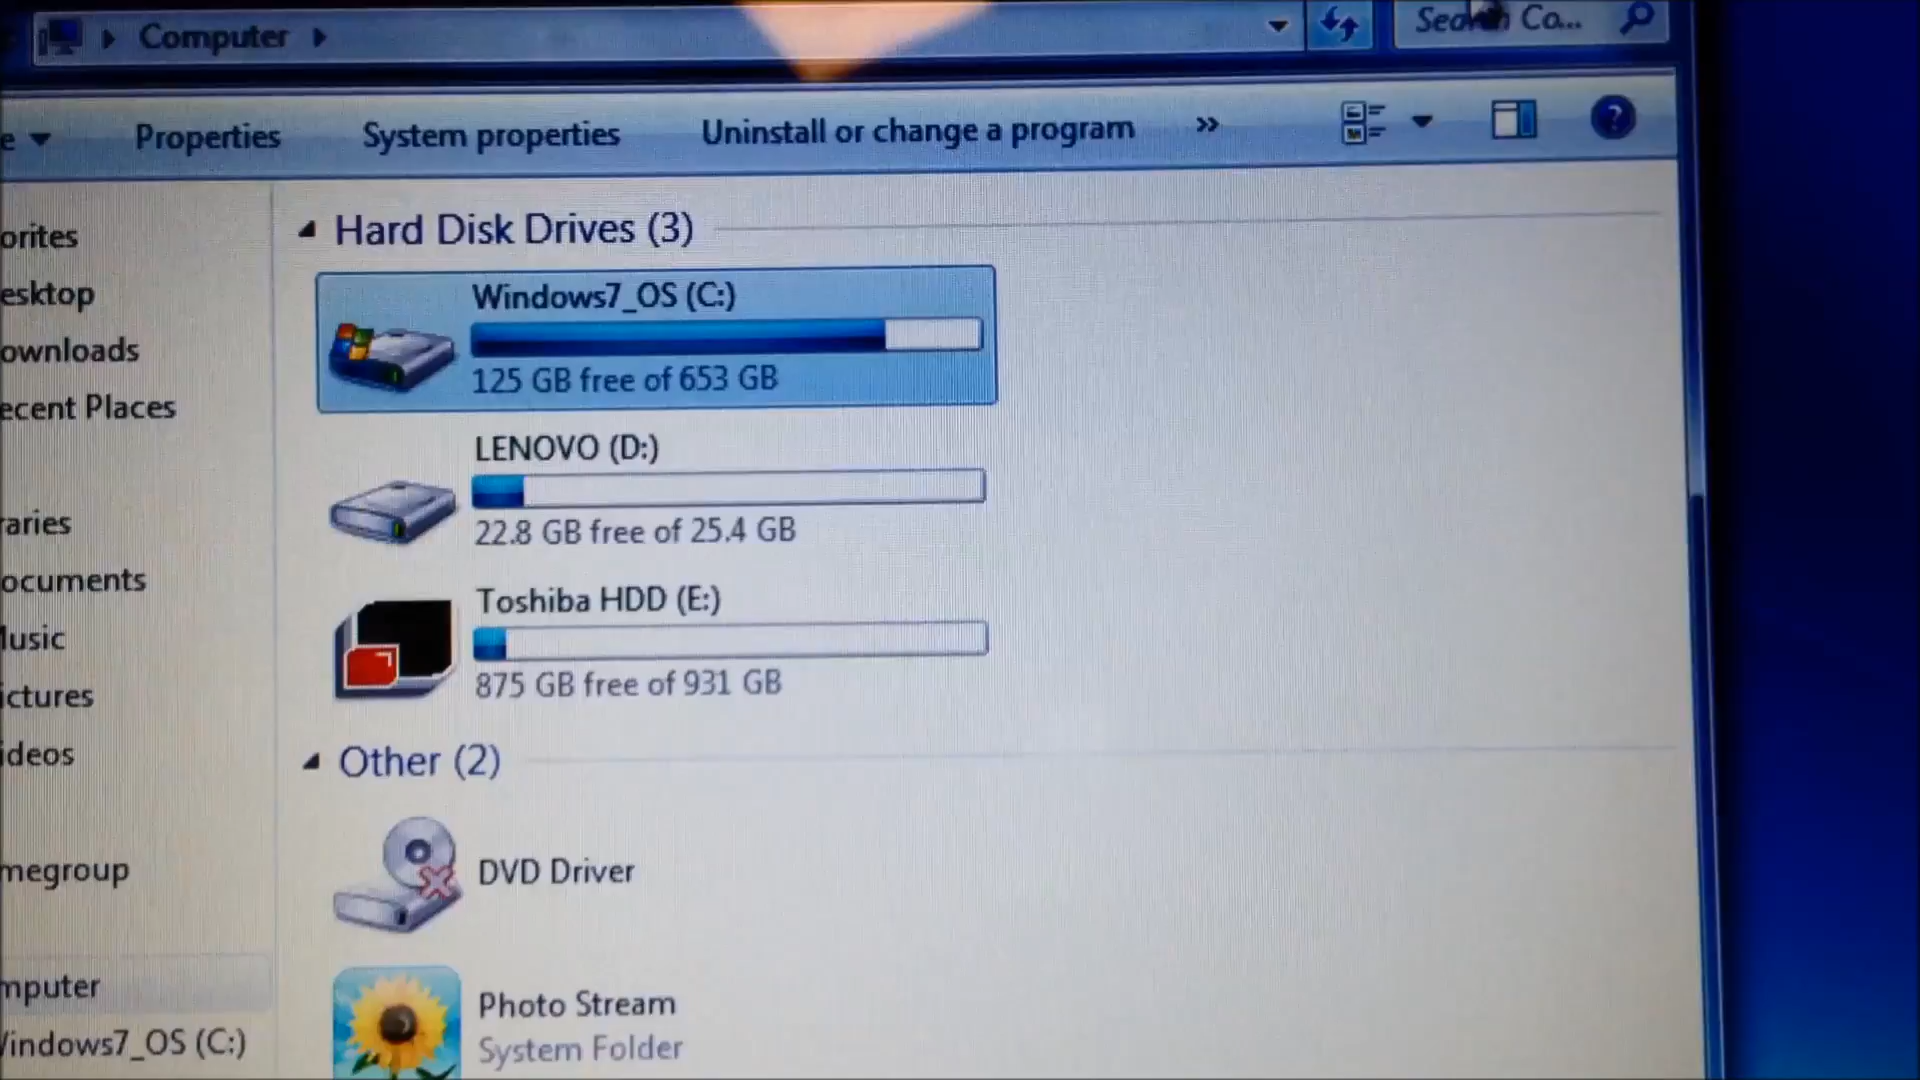 Computer
Search Co...
e
Properties
System properties
Uninstall or change a program
»
?
orites
esktop
ownloads
ecent Places
raries
ocuments
Music
ictures
ideos
megroup
mputer
Windows7_OS (C:)
Hard Disk Drives (3)
Windows7_OS (C:)
125 GB free of 653 GB
LENOVO (D:)
22.8 GB free of 25.4 GB
Toshiba HDD (E:)
875 GB free of 931 GB
Other (2)
DVD Driver
Photo Stream
System Folder